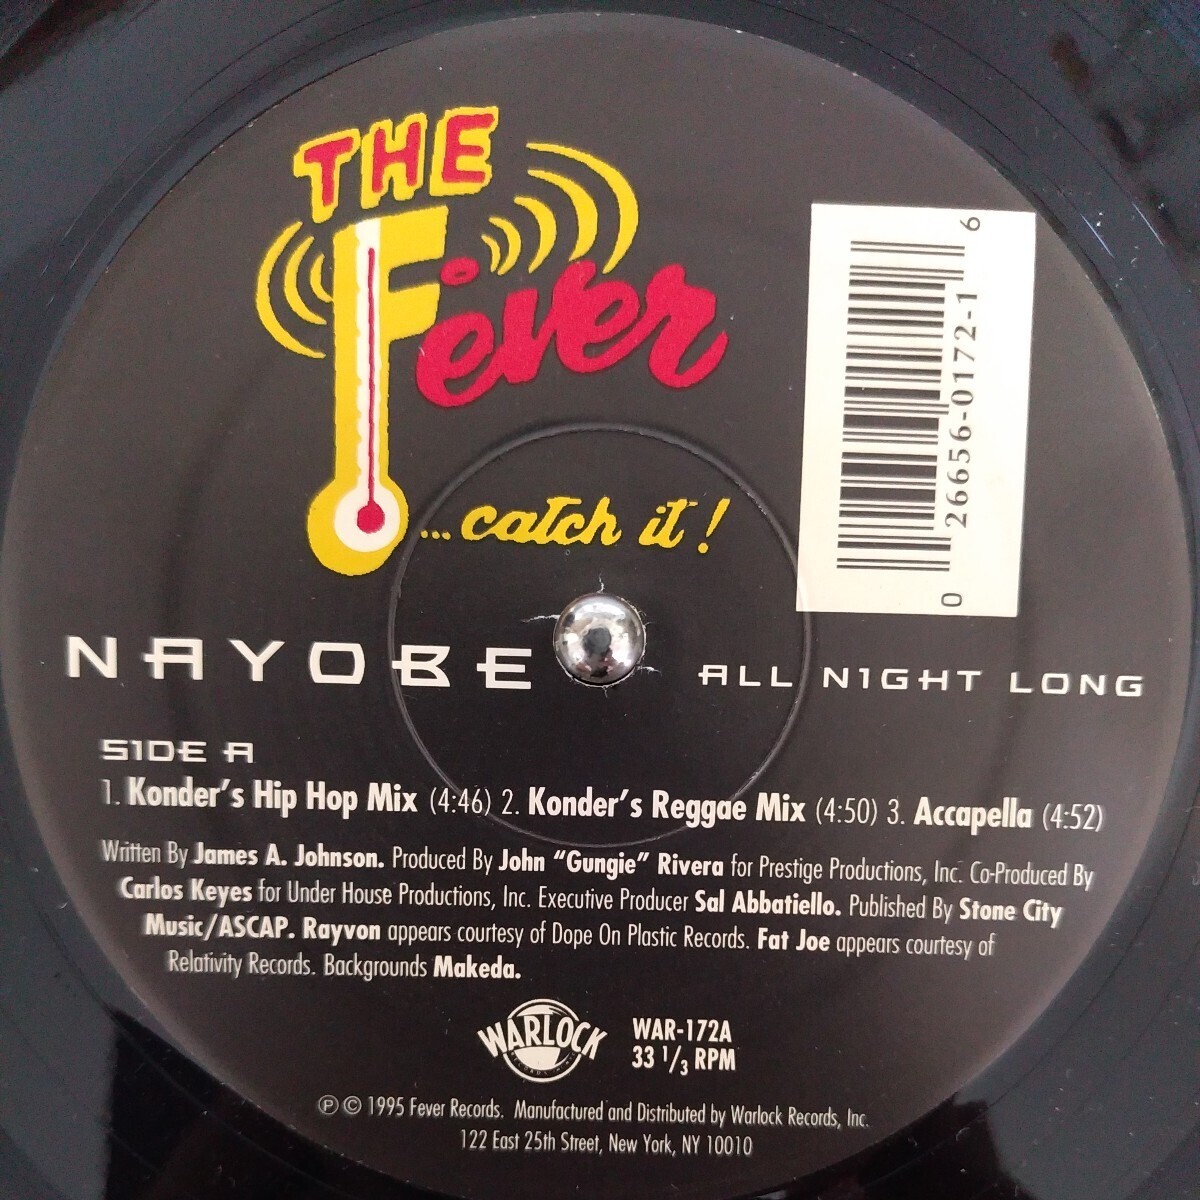 THE
Fever
...catch it!
0 26656-0172-1 6
NAYOBE ALL NIGHT LONG
SIDE A
1. Konder's Hip Hop Mix (4:46) 2. Konder's Reggae Mix (4:50) 3. Accapella (4:52)
Written By James A. Johnson. Produced By John "Gungie" Rivera for Prestige Productions, Inc. Co-Produced By
Carlos Keyes for Under House Productions, Inc. Executive Producer Sal Abbatiello. Published By Stone City
Music/ASCAP. Rayvon appears courtesy of Dope On Plastic Records. Fat Joe appears courtesy of
Relativity Records. Backgrounds Makeda.
WARLOCK
WAR-172A
33 1/3 RPM
℗ © 1995 Fever Records. Manufactured and Distributed by Warlock Records, Inc.
122 East 25th Street, New York, NY 10010